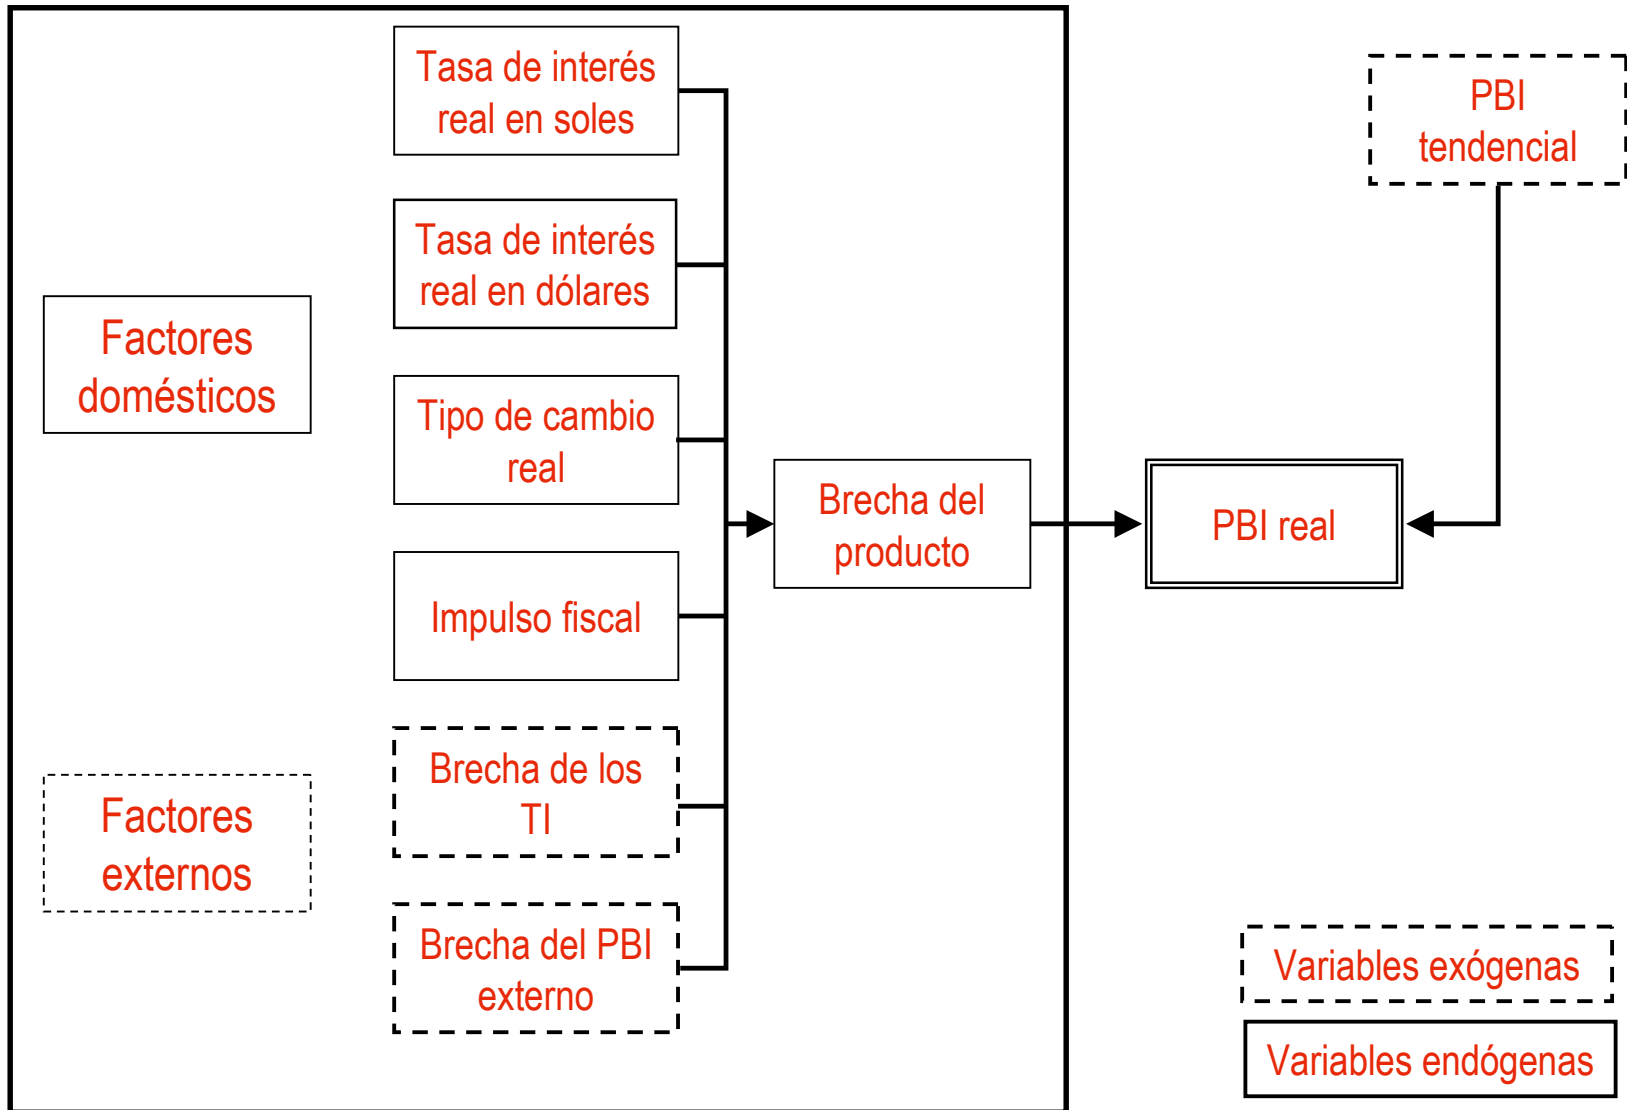 Tasa de interés
real en soles
PBI
tendencial
Tasa de interés
real en dólares
Factores
domésticos
Tipo de cambio
real
Brecha del
producto
PBI real
Impulso fiscal
Brecha de los
TI
Factores
externos
Brecha del PBI
externo
Variables exógenas
Variables endógenas